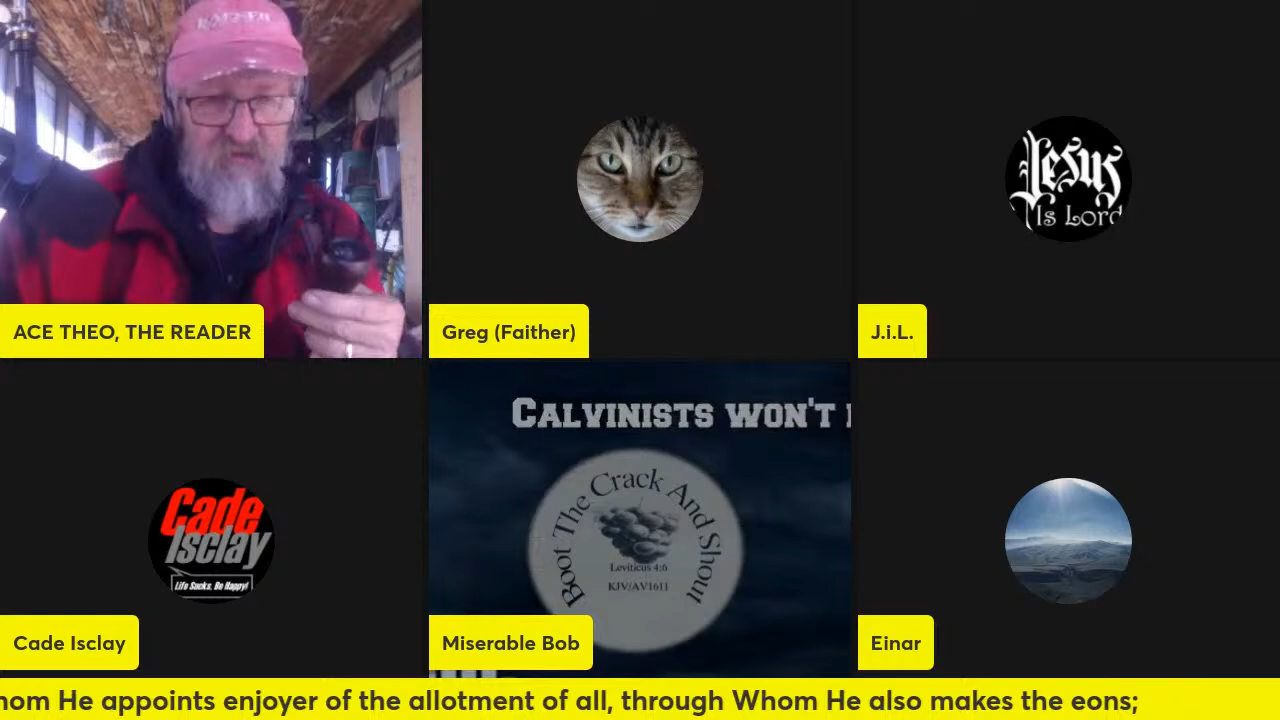 ACE THEO, THE READER
Greg (Faither)
Jesus
Is Lord
J.i.L.
Cade
Isclay
Life Sucks. Be Happy!
Cade Isclay
CALVINISTS WON'T
Boot The Crack And Shout
Leviticus 4:6
KJV/AV1611
Miserable Bob
Einar
He appoints enjoyer of the allotment of all, through Whom He also makes the eons;